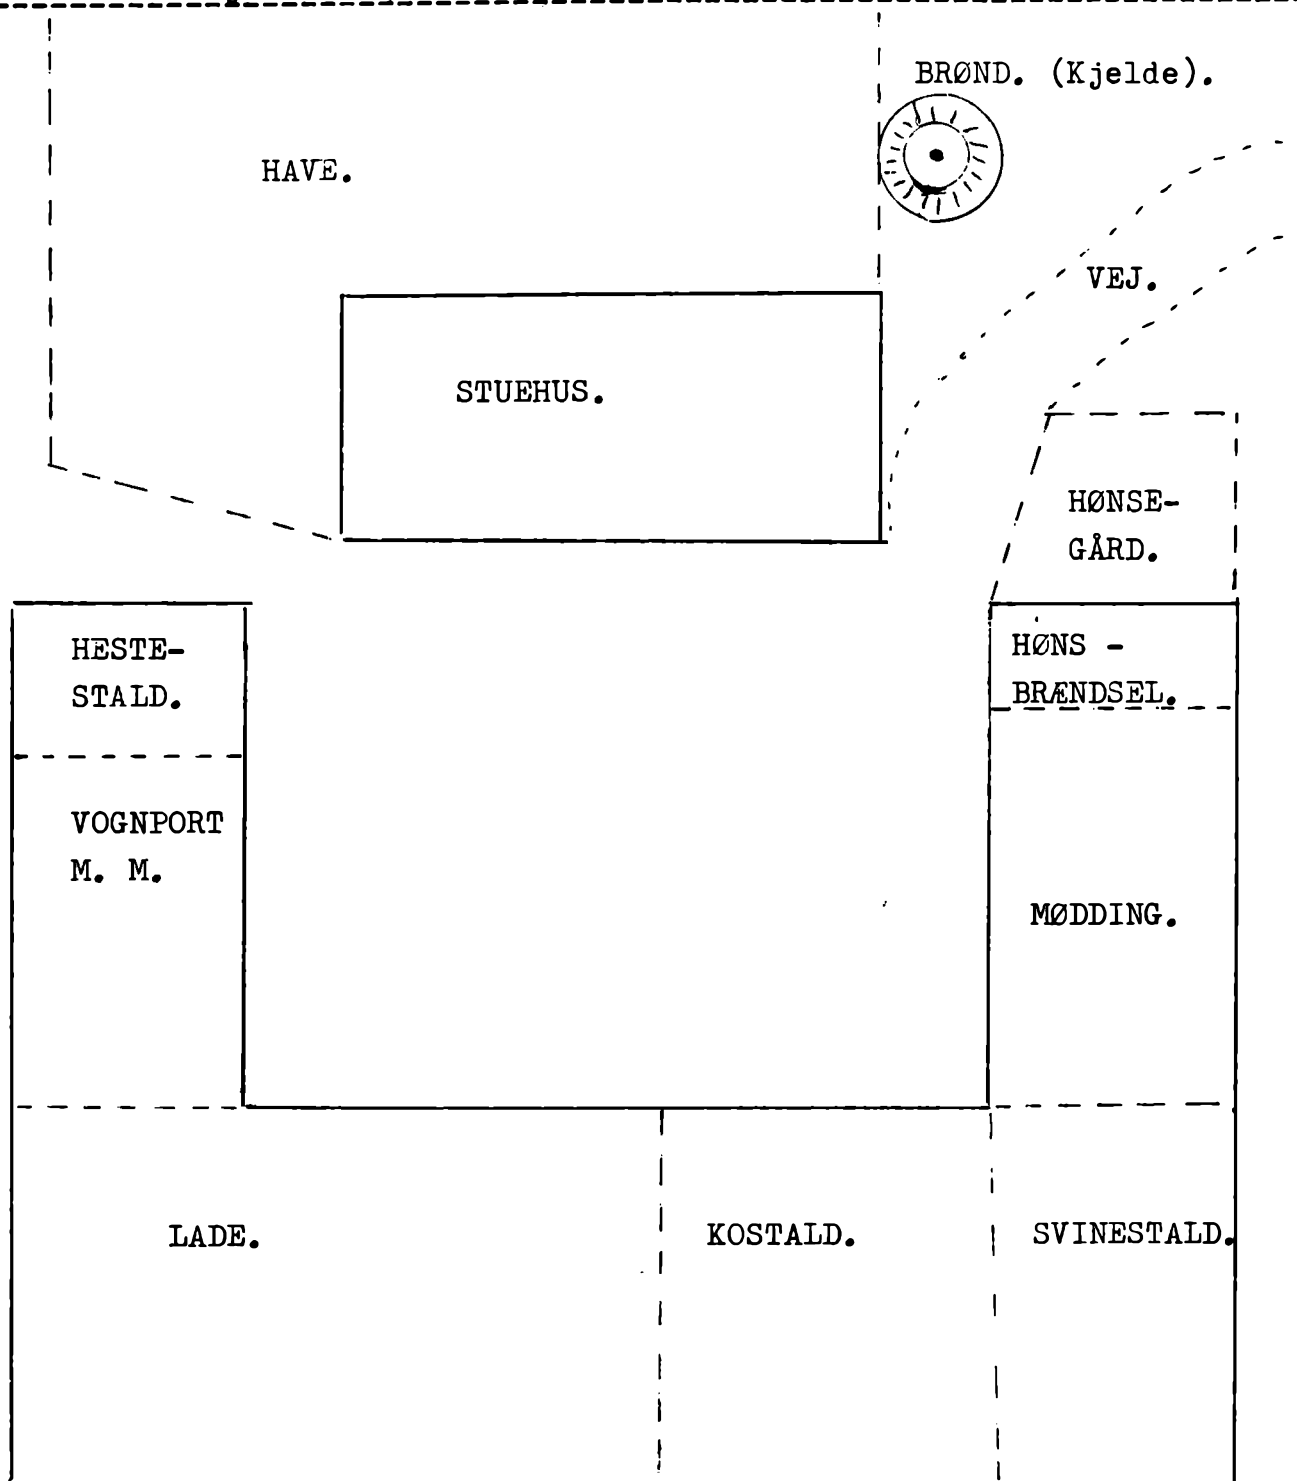 BRØND. (Kjelde).
HAVE.
VEJ.
STUEHUS.
HØNSE-
GÅRD.
HESTE-
STALD.
HØNS -
BRÆNDSEL.
VOGNPORT
M. M.
MØDDING.
LADE.
KOSTALD.
SVINESTALD.